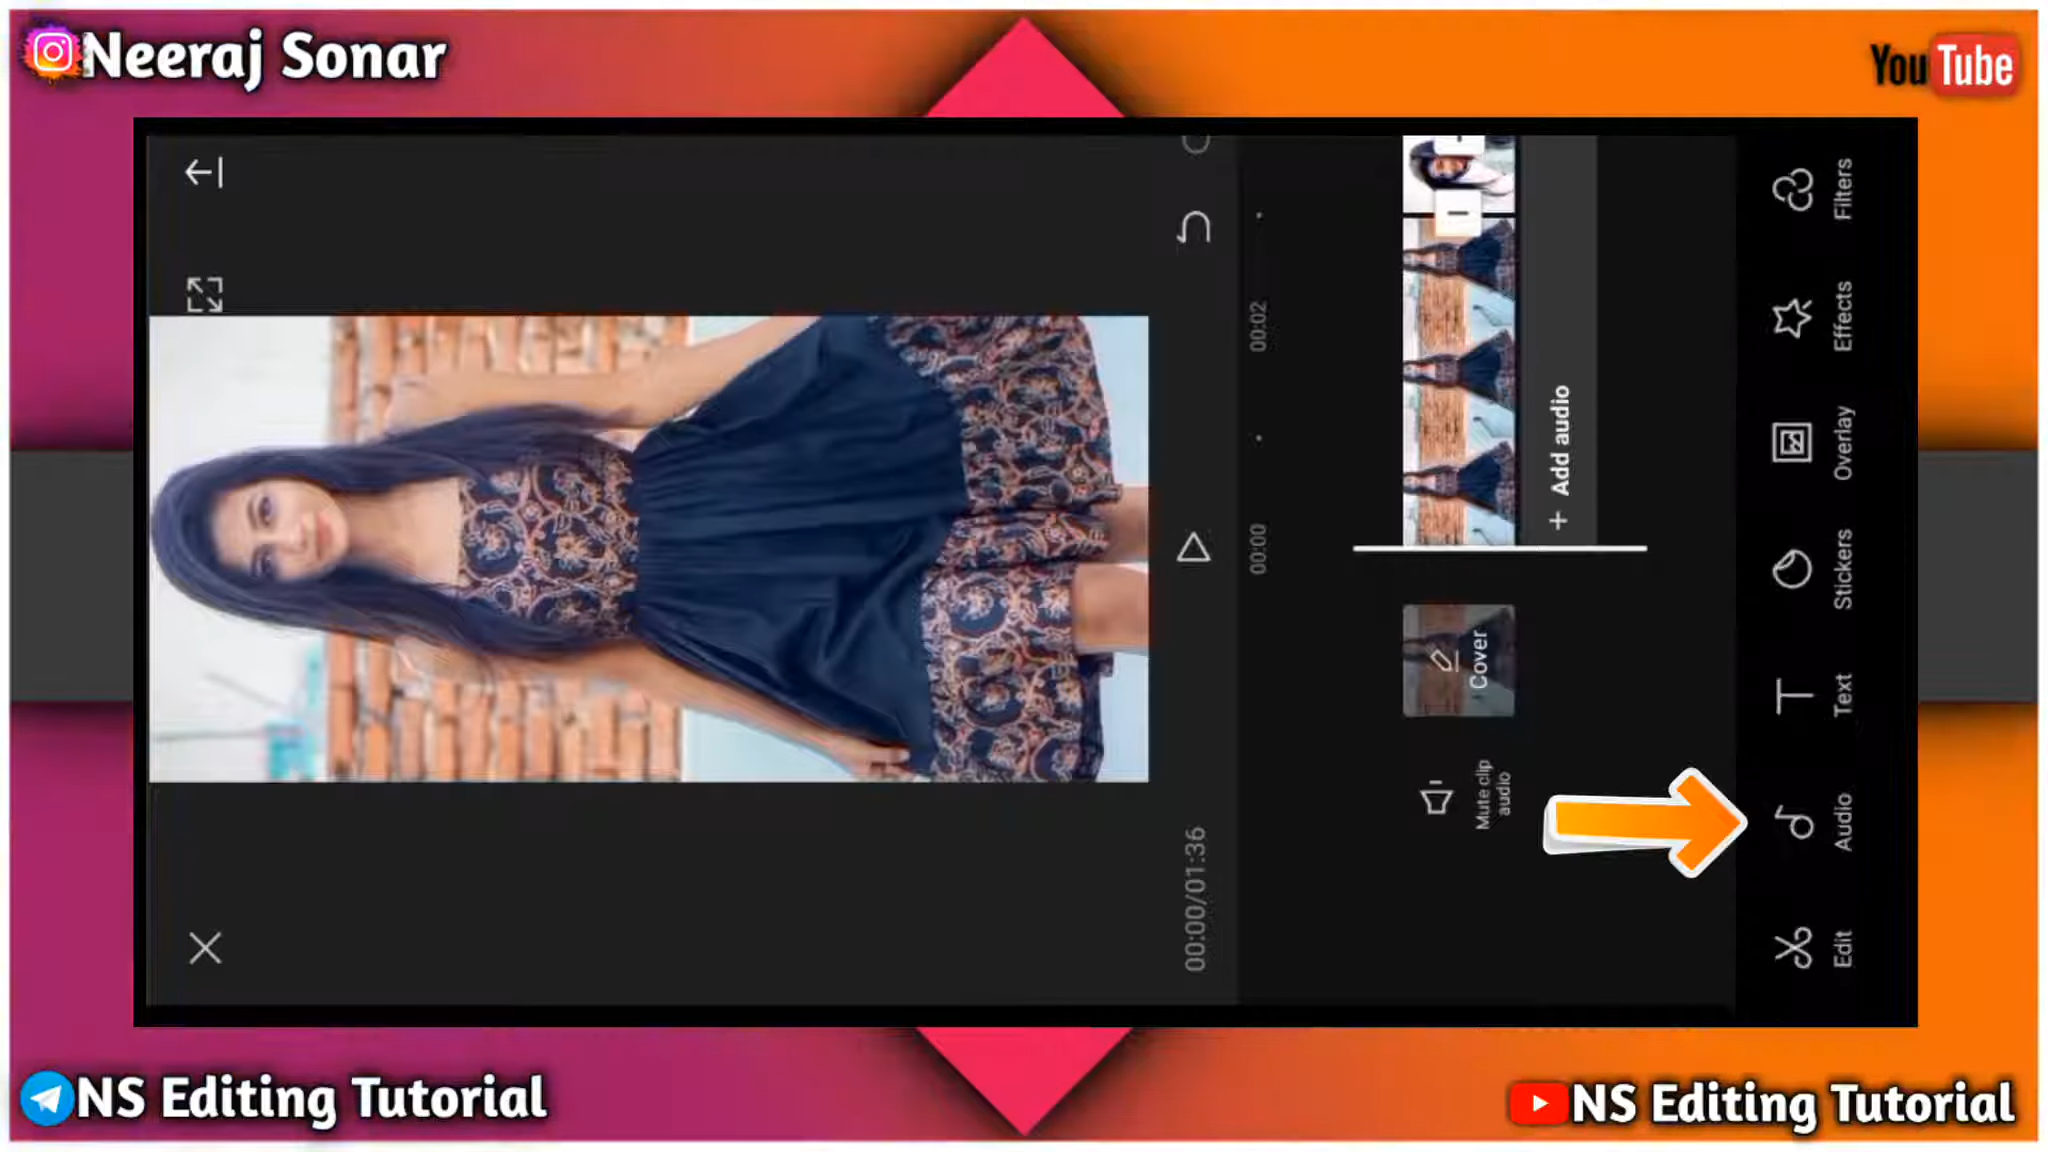 Neeraj Sonar
YouTube
00:00/01:36
00:00
00:02
Cover
Mute clip
audio
+ Add audio
Edit
Audio
Text
Stickers
Overlay
Effects
Filters
NS Editing Tutorial
NS Editing Tutorial